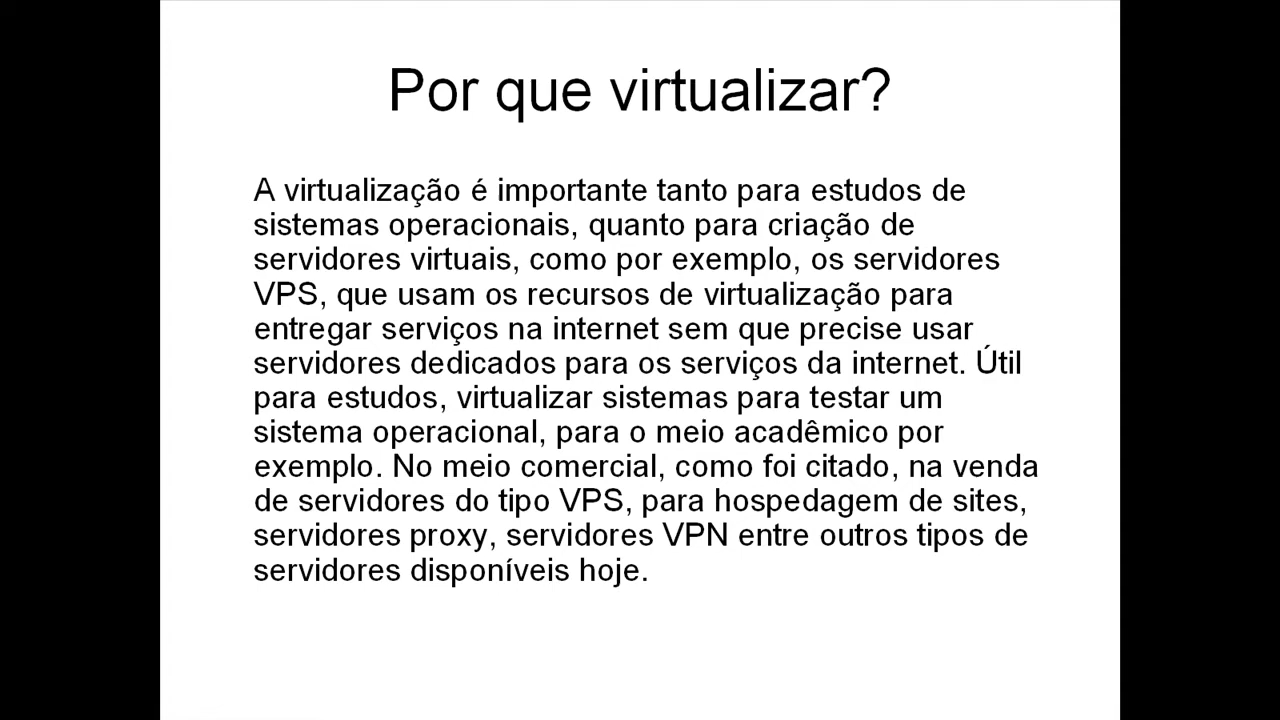 Por que virtualizar?
A virtualização é importante tanto para estudos de
sistemas operacionais, quanto para criação de
servidores virtuais, como por exemplo, os servidores
VPS, que usam os recursos de virtualização para
entregar serviços na internet sem que precise usar
servidores dedicados para os serviços da internet. Útil
para estudos, virtualizar sistemas para testar um
sistema operacional, para o meio acadêmico por
exemplo. No meio comercial, como foi citado, na venda
de servidores do tipo VPS, para hospedagem de sites,
servidores proxy, servidores VPN entre outros tipos de
servidores disponíveis hoje.